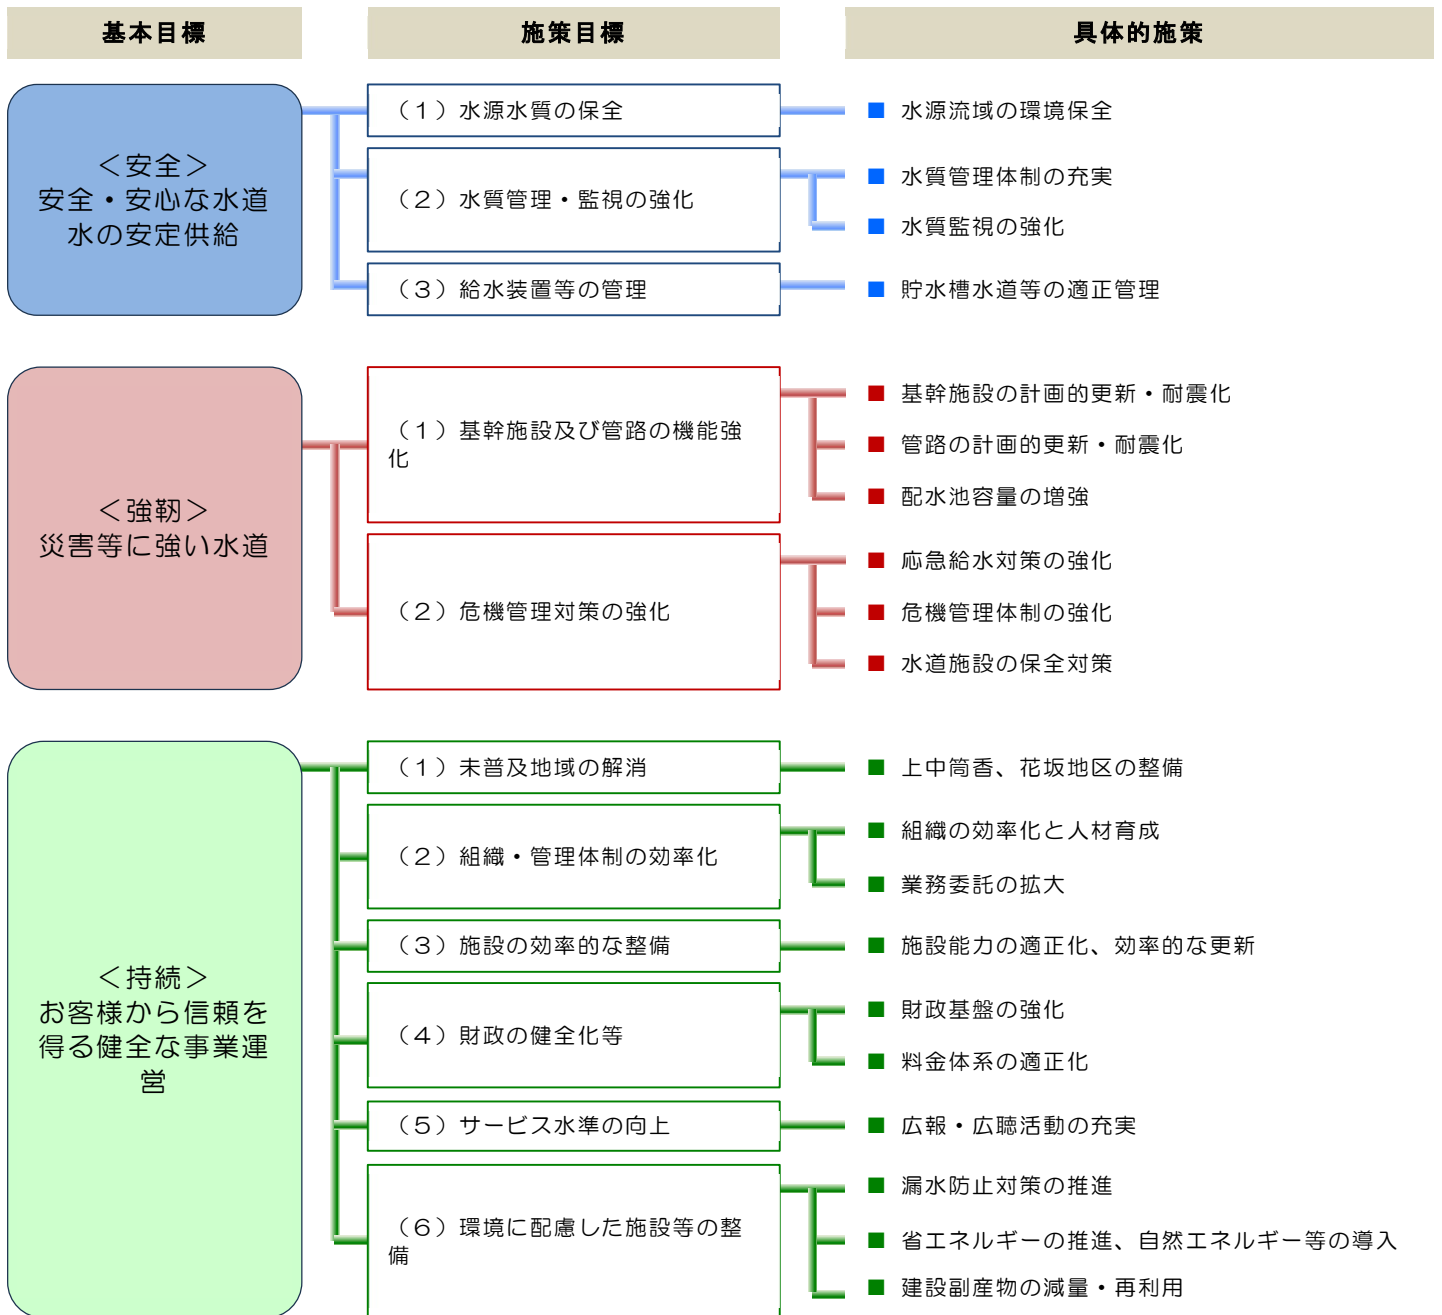 基本目標
施策目標
具体的施策
＜安全＞
安全・安心な水道
水の安定供給
（１）水源水質の保全
■ 水源流域の環境保全
（２）水質管理・監視の強化
■ 水質管理体制の充実
■ 水質監視の強化
（３）給水装置等の管理
■ 貯水槽水道等の適正管理
＜強靭＞
災害等に強い水道
（１）基幹施設及び管路の機能強
化
■ 基幹施設の計画的更新・耐震化
■ 管路の計画的更新・耐震化
■ 配水池容量の増強
（２）危機管理対策の強化
■ 応急給水対策の強化
■ 危機管理体制の強化
■ 水道施設の保全対策
＜持続＞
お客様から信頼を
得る健全な事業運
営
（１）未普及地域の解消
■ 上中筒香、花坂地区の整備
（２）組織・管理体制の効率化
■ 組織の効率化と人材育成
■ 業務委託の拡大
（３）施設の効率的な整備
■ 施設能力の適正化、効率的な更新
（４）財政の健全化等
■ 財政基盤の強化
■ 料金体系の適正化
（５）サービス水準の向上
■ 広報・広聴活動の充実
（６）環境に配慮した施設等の整
備
■ 漏水防止対策の推進
■ 省エネルギーの推進、自然エネルギー等の導入
■ 建設副産物の減量・再利用